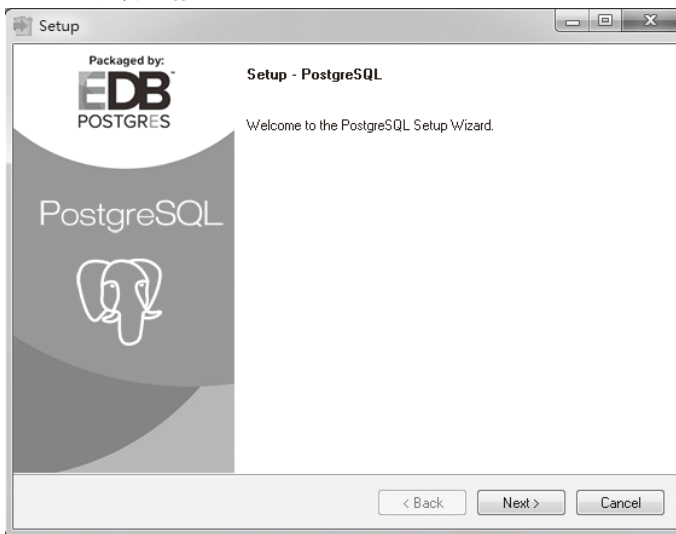 Setup
Packaged by:
EDB
POSTGRES
Setup - PostgreSQL
Welcome to the PostgreSQL Setup Wizard.
PostgreSQL
< Back
Next >
Cancel